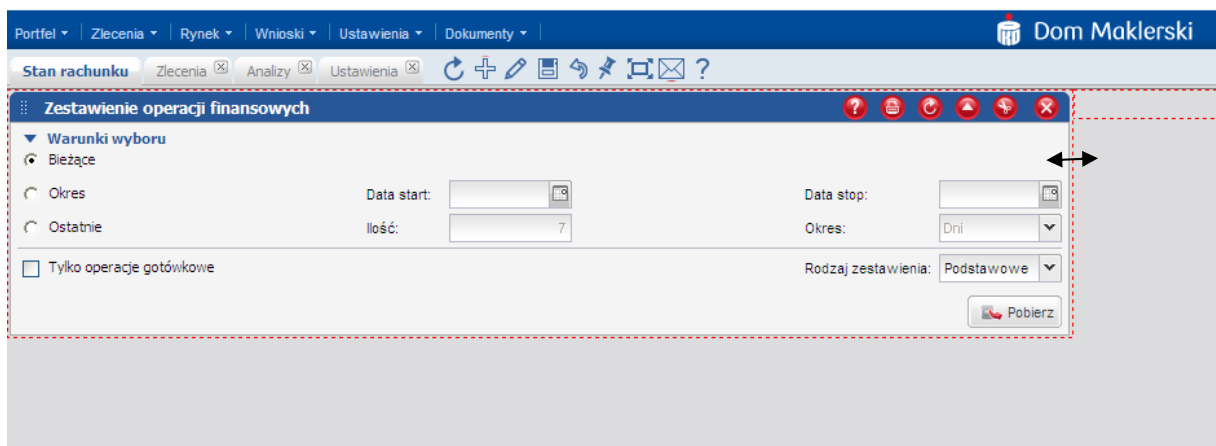 Portfel Zlecenia Rynek Wnioski Ustawienia Dokumenty Dom Maklerski
Stan rachunku Zlecenia Analizy Ustawienia ?
Zestawienie operacji finansowych ?
Warunki wyboru
Bieżące
Okres Data start: Data stop:
Ostatnie Ilość: 7 Okres: Dni
Tylko operacje gotówkowe Rodzaj zestawienia: Podstawowe
Pobierz